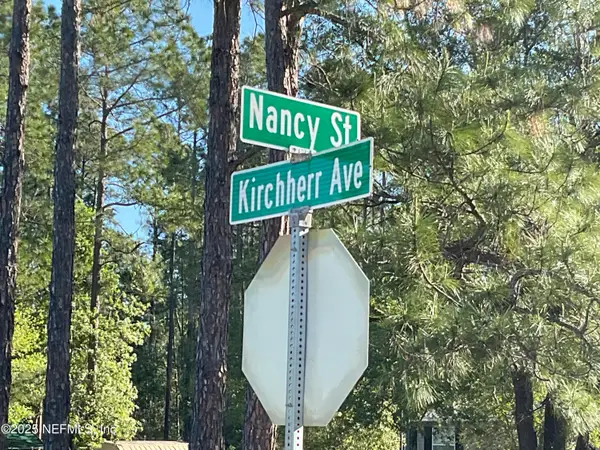 Nancy St
Kirchherr Ave
©2025 NEFMLS, Inc